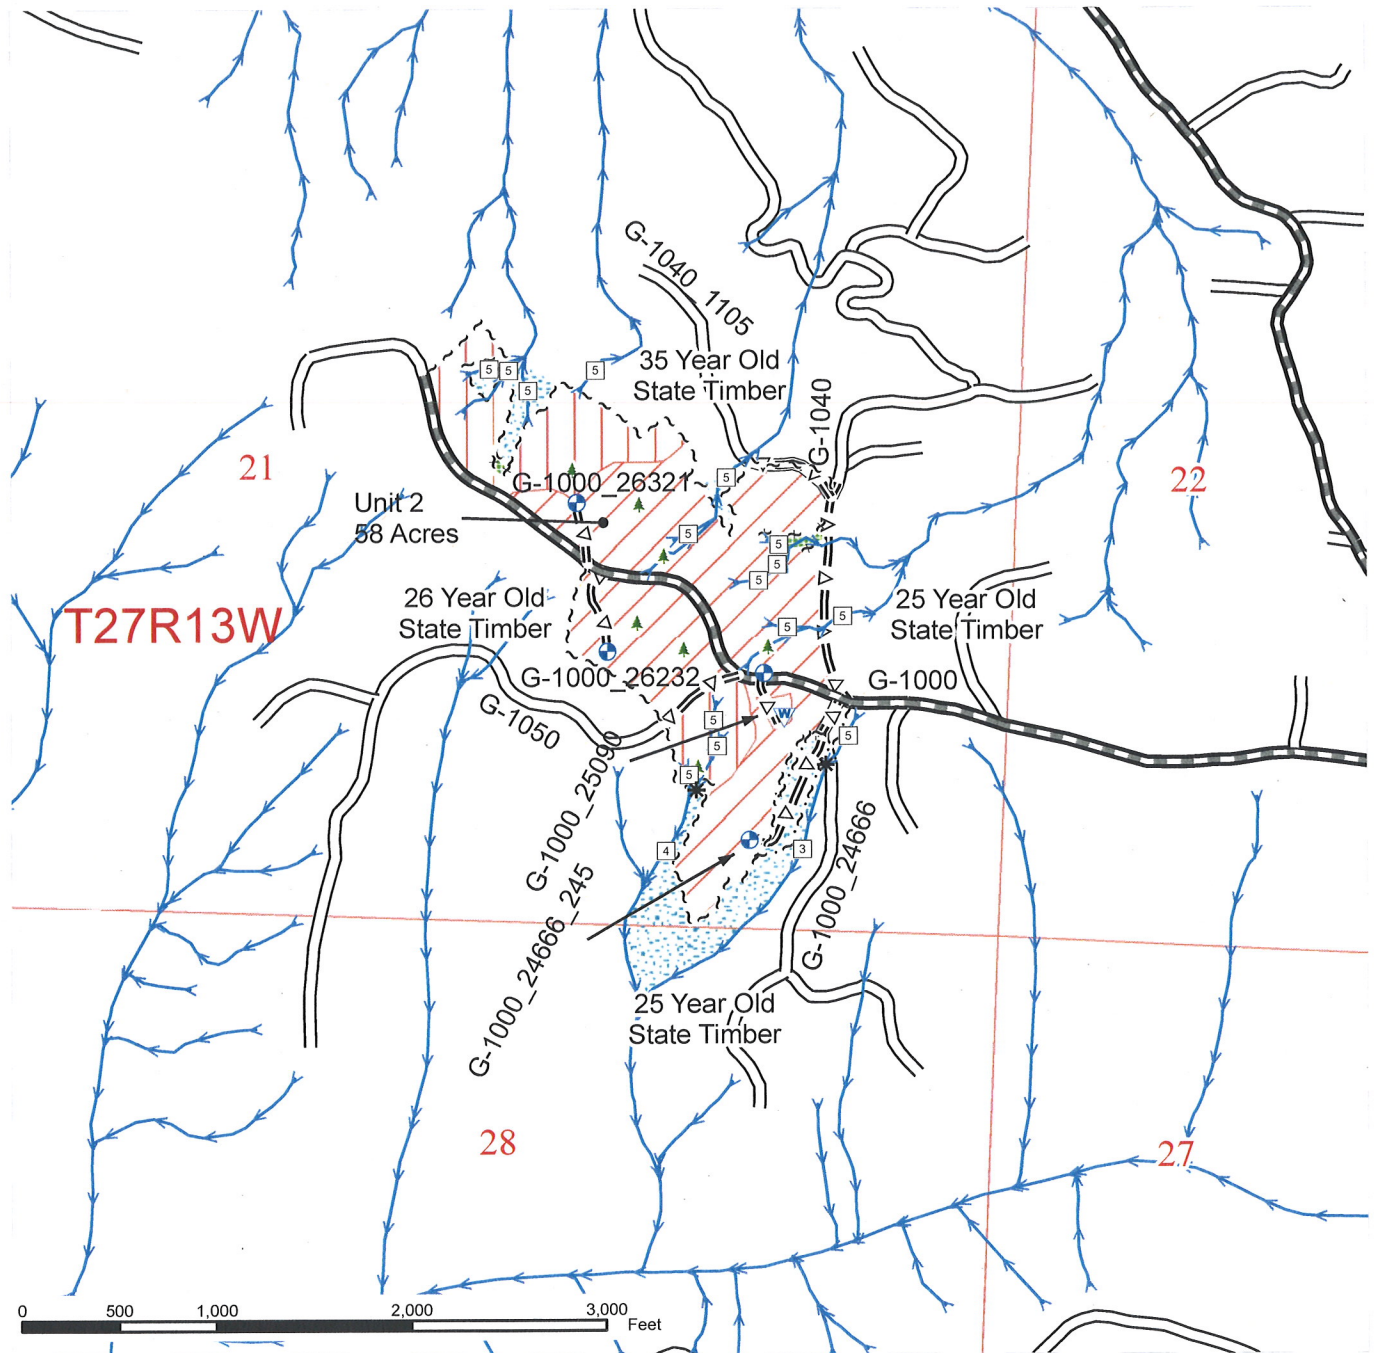 G-1040_1105
35 Year Old
State Timber
G-1040
5
5
5
5
5
21
22
G-1000_26321
Unit 2
58 Acres
5
5
5
5
T27R13W
26 Year Old
State Timber
25 Year Old
State Timber
5
5
G-1000_26232
G-1000
G-1050
5
W
5
5
5
G-1000_25090
4
3
G-1000_24666
G-1000_24666_245
25 Year Old
State Timber
28
27
0 500 1,000 2,000 3,000
Feet